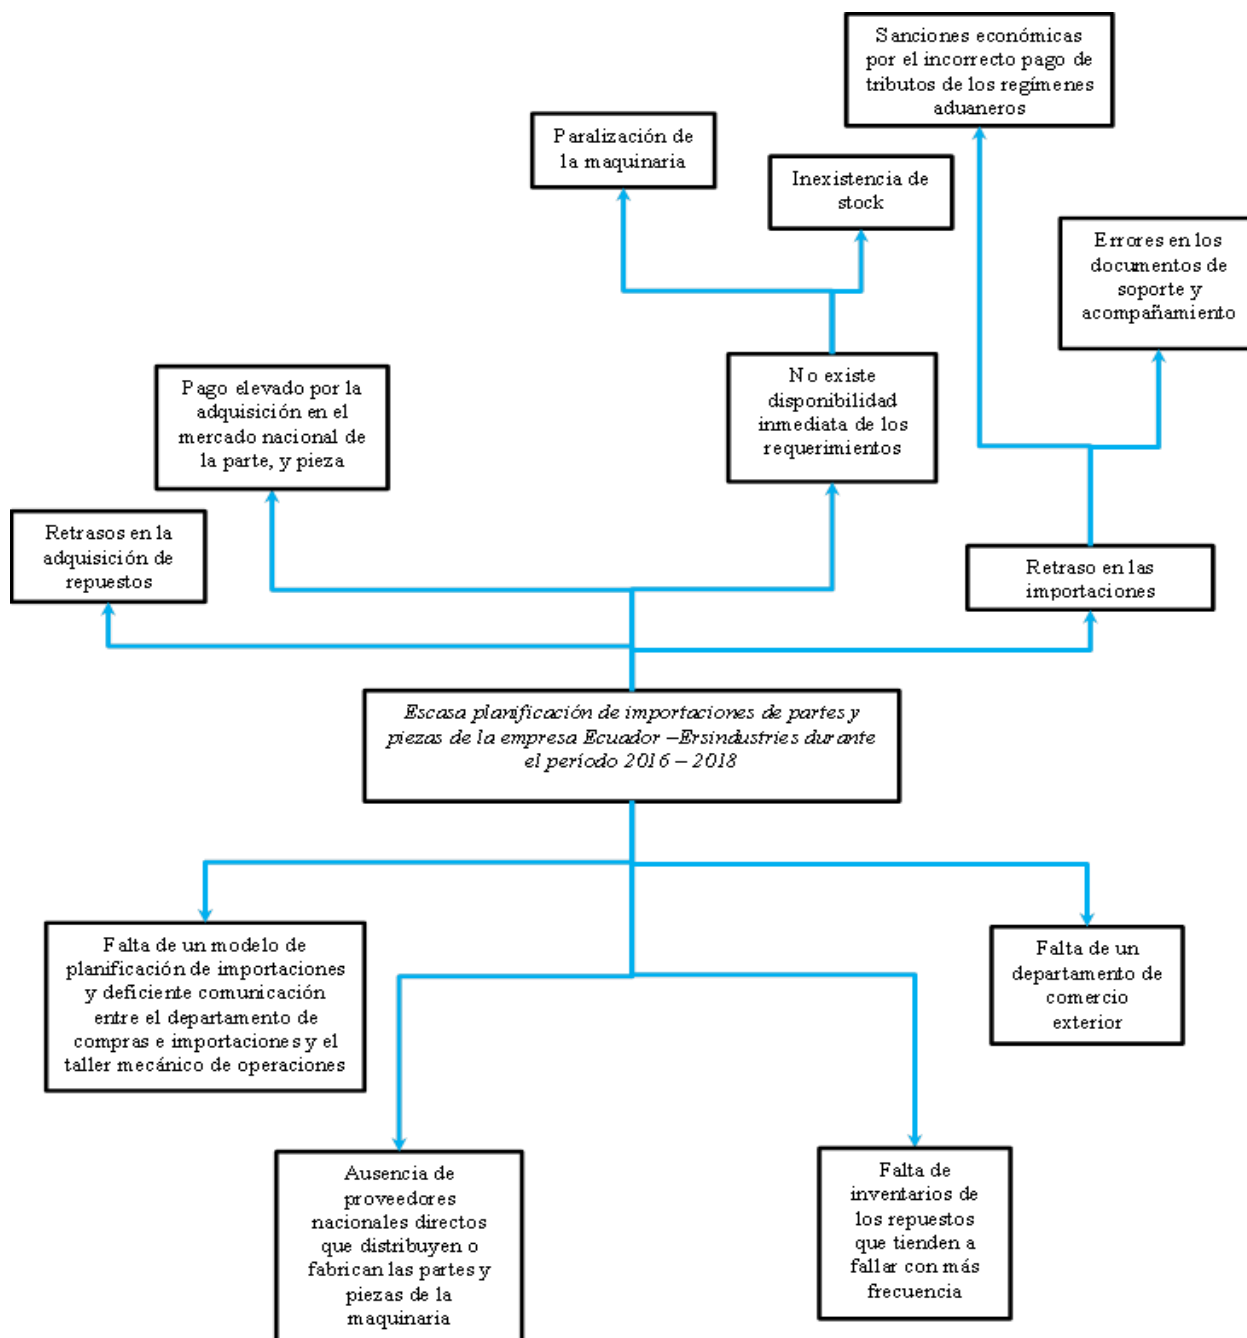 Sanciones económicas
por el incorrecto pago de
tributos de los regímenes
aduaneros
Paralización de
la maquinaria
Inexistencia de
stock
Errores en los
documentos de
soporte y
acompañamiento
No existe
disponibilidad
inmediata de los
requerimientos
Pago elevado por la
adquisición en el
mercado nacional de
la parte, y pieza
Retrasos en la
adquisición de
repuestos
Retraso en las
importaciones
Escasa planificación de importaciones de partes y
piezas de la empresa Ecuador –Ersindustries durante
el período 2016 – 2018
Falta de un modelo de
planificación de importaciones
y deficiente comunicación
entre el departamento de
compras e importaciones y el
taller mecánico de operaciones
Falta de un
departamento de
comercio
exterior
Ausencia de
proveedores
nacionales directos
que distribuyen o
fabrican las partes y
piezas de la
maquinaria
Falta de
inventarios de
los repuestos
que tienden a
fallar con más
frecuencia